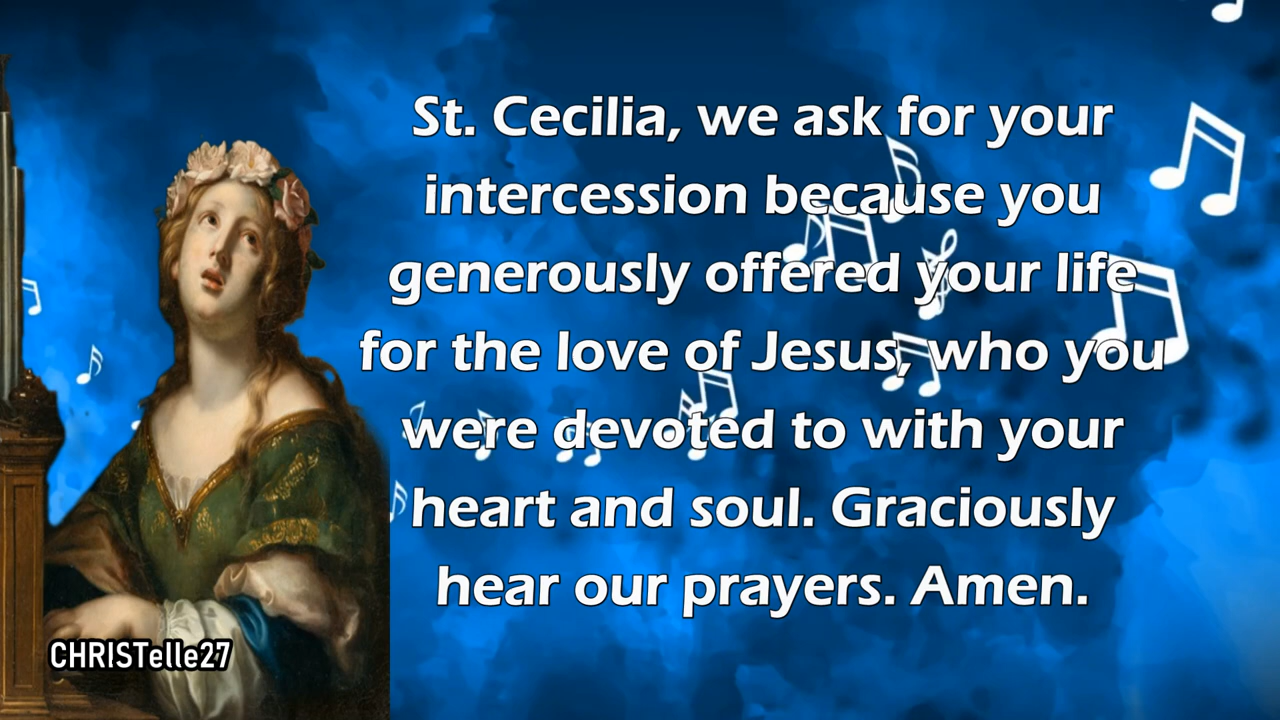 St. Cecilia, we ask for your
intercession because you
generously offered your life
for the love of Jesus, who you
were devoted to with your
heart and soul. Graciously
hear our prayers. Amen.
CHRISTelle27